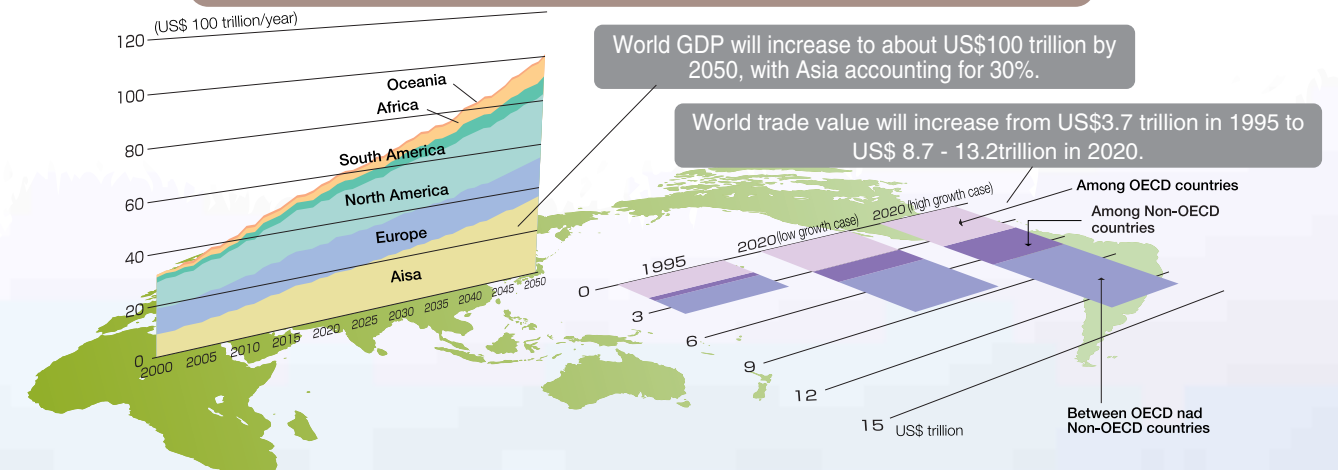 (US$ 100 trillion/year)
120
100
80
60
40
20
0
Oceania
Africa
South America
North America
Europe
Aisa
2000 2005 2010 2015 2020 2025 2030 2035 2040 2045 2050
World GDP will increase to about US$100 trillion by
2050, with Asia accounting for 30%.
World trade value will increase from US$3.7 trillion in 1995 to
US$ 8.7 - 13.2trillion in 2020.
1995
2020(low growth case)
2020 (high growth case)
Among OECD countries
Among Non-OECD
countries
0
3
6
9
12
15 US$ trillion
Between OECD nad
Non-OECD countries